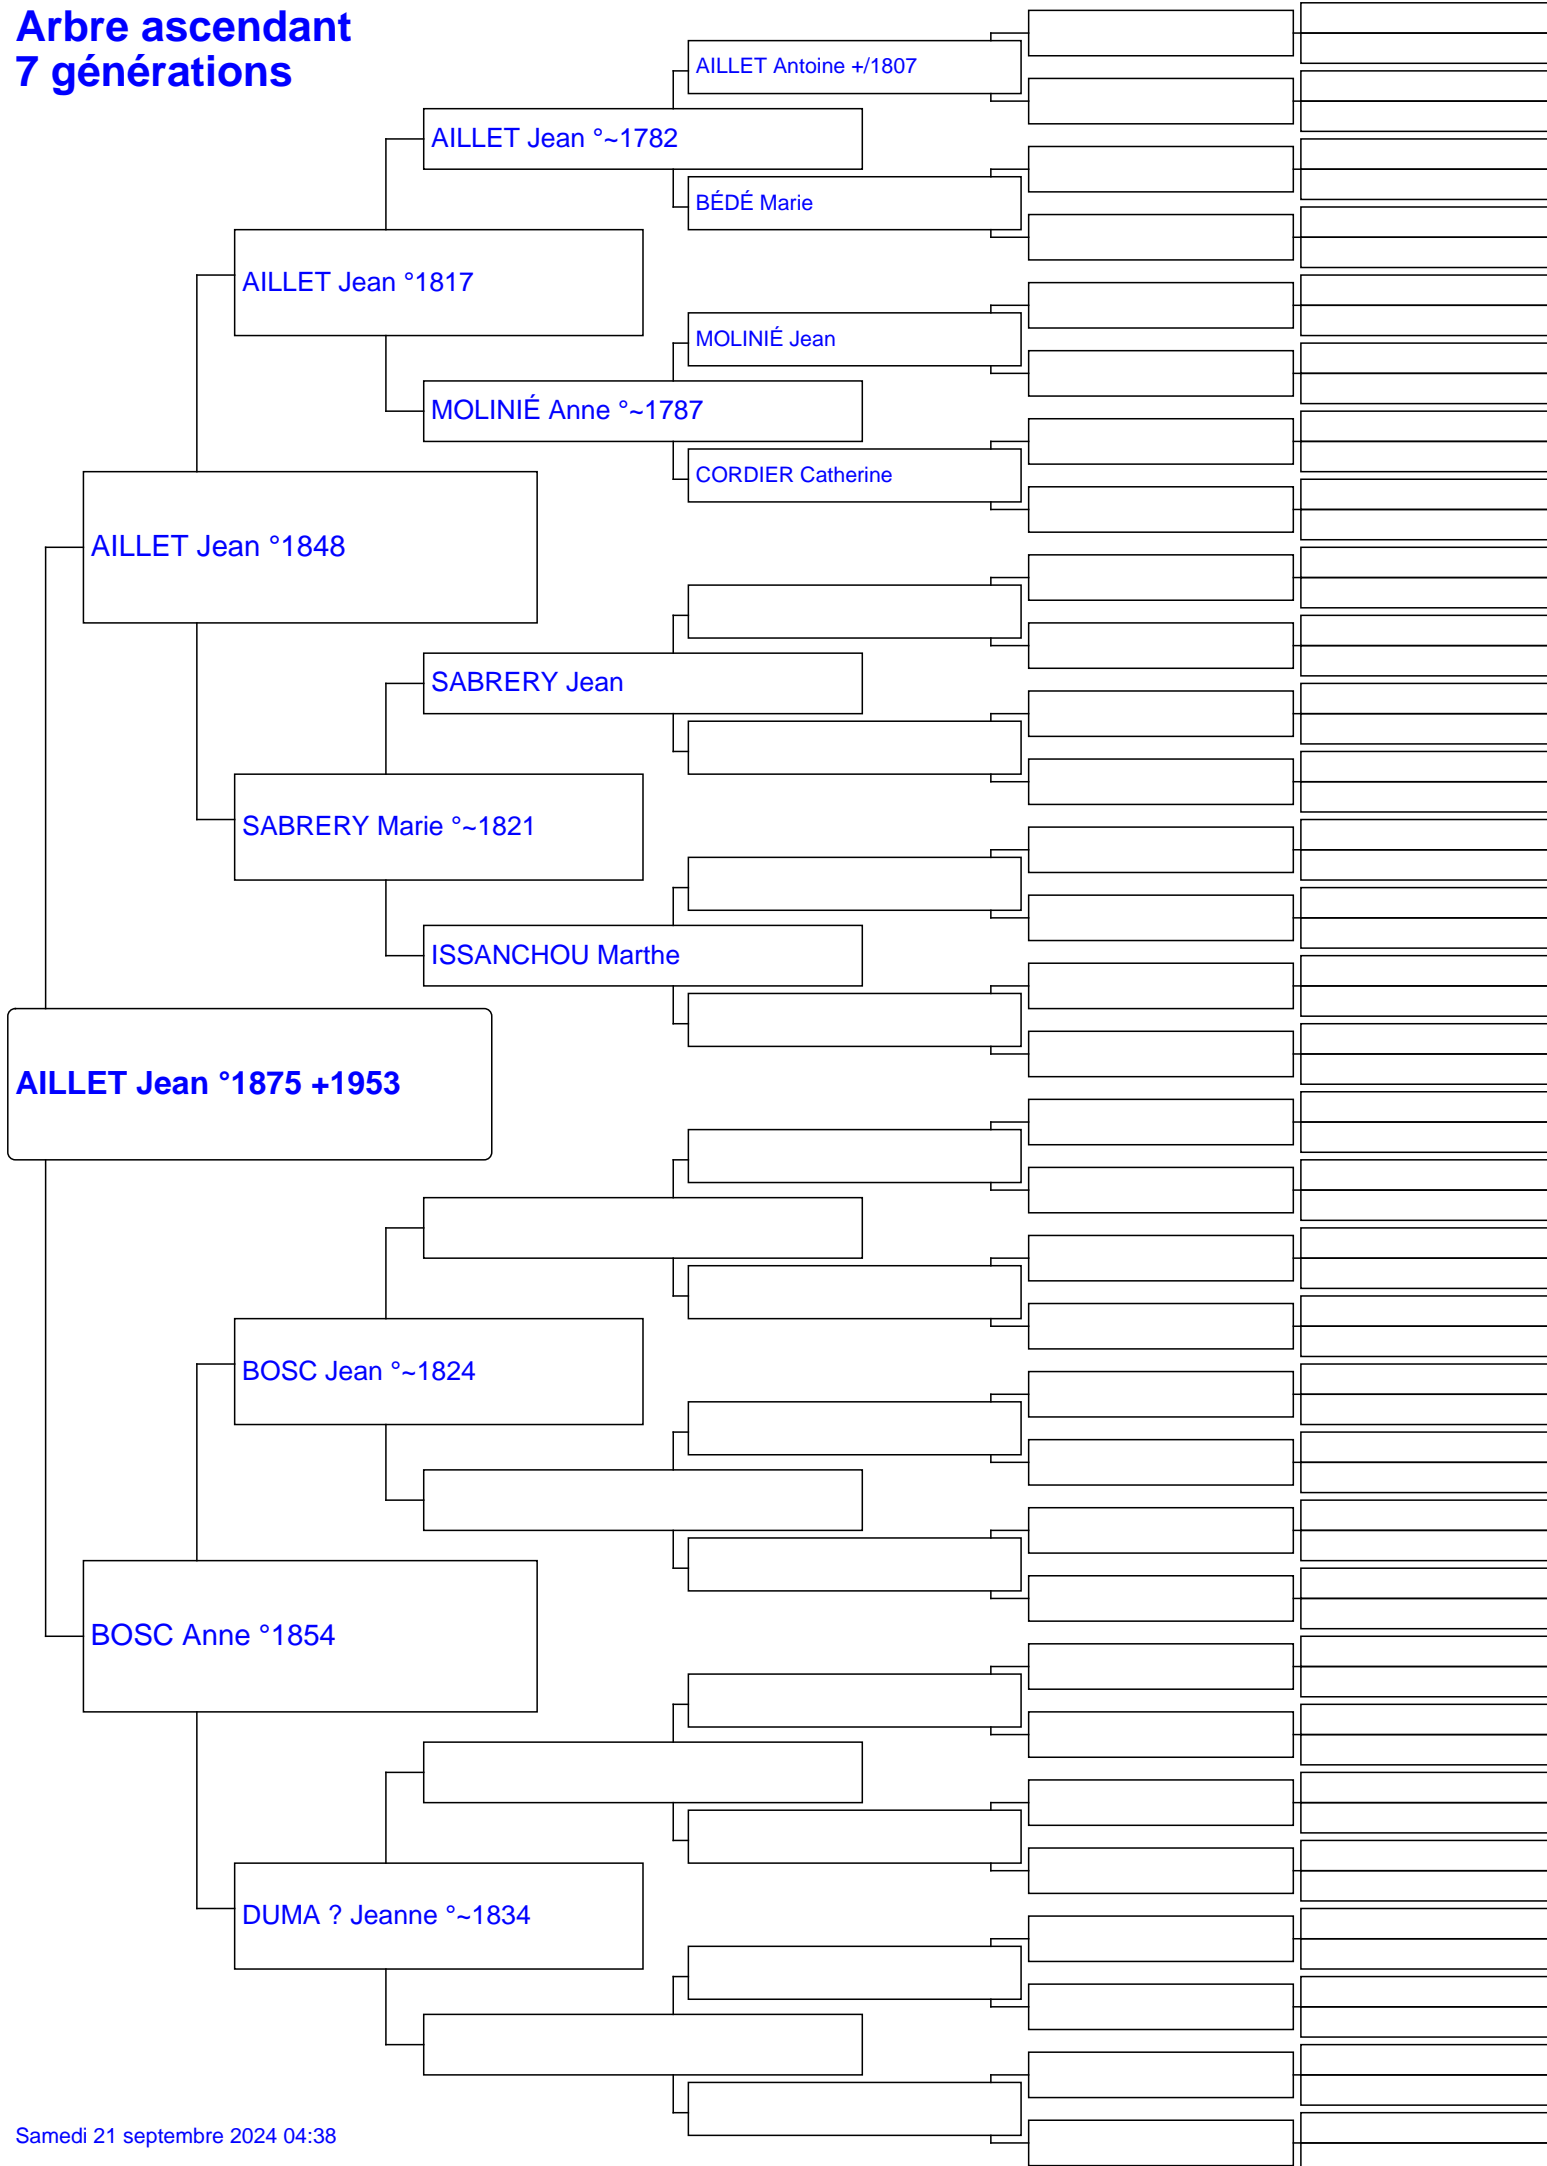 Arbre ascendant
7 générations
AILLET Antoine +/1807
AILLET Jean °~1782
BÉDÉ Marie
AILLET Jean °1817
MOLINIÉ Jean
MOLINIÉ Anne °~1787
CORDIER Catherine
AILLET Jean °1848
SABRERY Jean
SABRERY Marie °~1821
ISSANCHOU Marthe
AILLET Jean °1875 +1953
BOSC Jean °~1824
BOSC Anne °1854
DUMA ? Jeanne °~1834
Samedi 21 septembre 2024 04:38